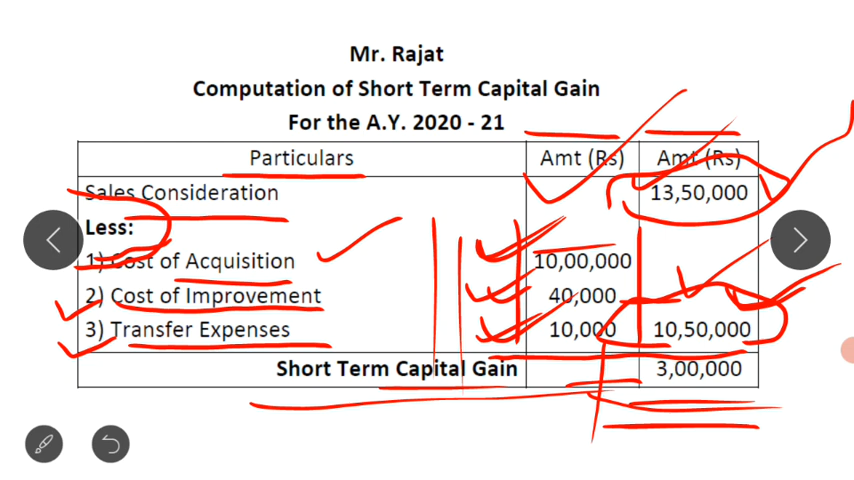 Mr. Rajat
Computation of Short Term Capital Gain
For the A.Y. 2020 - 21
Particulars Amt (Rs) Amt (Rs)
Sales Consideration 13,50,000
Less:
1) Cost of Acquisition 10,00,000
2) Cost of Improvement 40,000
3) Transfer Expenses 10,000 10,50,000
Short Term Capital Gain 3,00,000